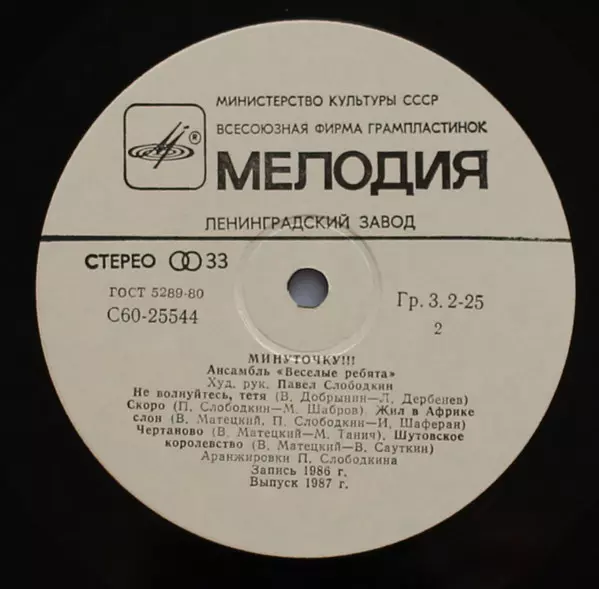 МИНИСТЕРСТВО КУЛЬТУРЫ СССР
ВСЕСОЮЗНАЯ ФИРМА ГРАМПЛАСТИНОК
®
МЕЛОДИЯ
ЛЕНИНГРАДСКИЙ ЗАВОД
СТЕРЕО 33
ГОСТ 5289-80
С60-25544
Гр. 3. 2-25
2
МИНУТОЧКУ!!!
Ансамбль «Веселые ребята»
Худ. рук. Павел Слободкин
Не волнуйтесь, тетя (В. Добрынин—Л. Дербенев)
Скоро (П. Слободкин—М. Шабров). Жил в Африке
слон (В. Матецкий, П. Слободкин—И. Шаферан)
Чертаново (В. Матецкий—М. Танич). Шутовское
королевство (В. Матецкий—В. Сауткин)
Аранжировки П. Слободкина
Запись 1986 г.
Выпуск 1987 г.